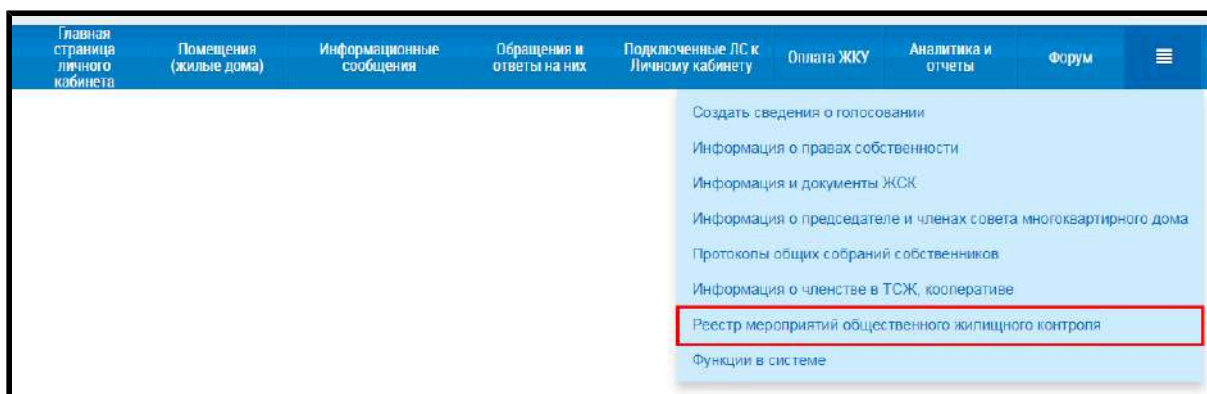 Главная
страница
личного
кабинета
Помещения
(жилые дома)
Информационные
сообщения
Обращения и
ответы на них
Подключенные ЛС к
Личному кабинету
Оплата ЖКУ
Аналитика и
отчеты
Форум
Создать сведения о голосовании
Информация о правах собственности
Информация и документы ЖСК
Информация о председателе и членах совета многоквартирного дома
Протоколы общих собраний собственников
Информация о членстве в ТСЖ, кооперативе
Реестр мероприятий общественного жилищного контроля
Функции в системе